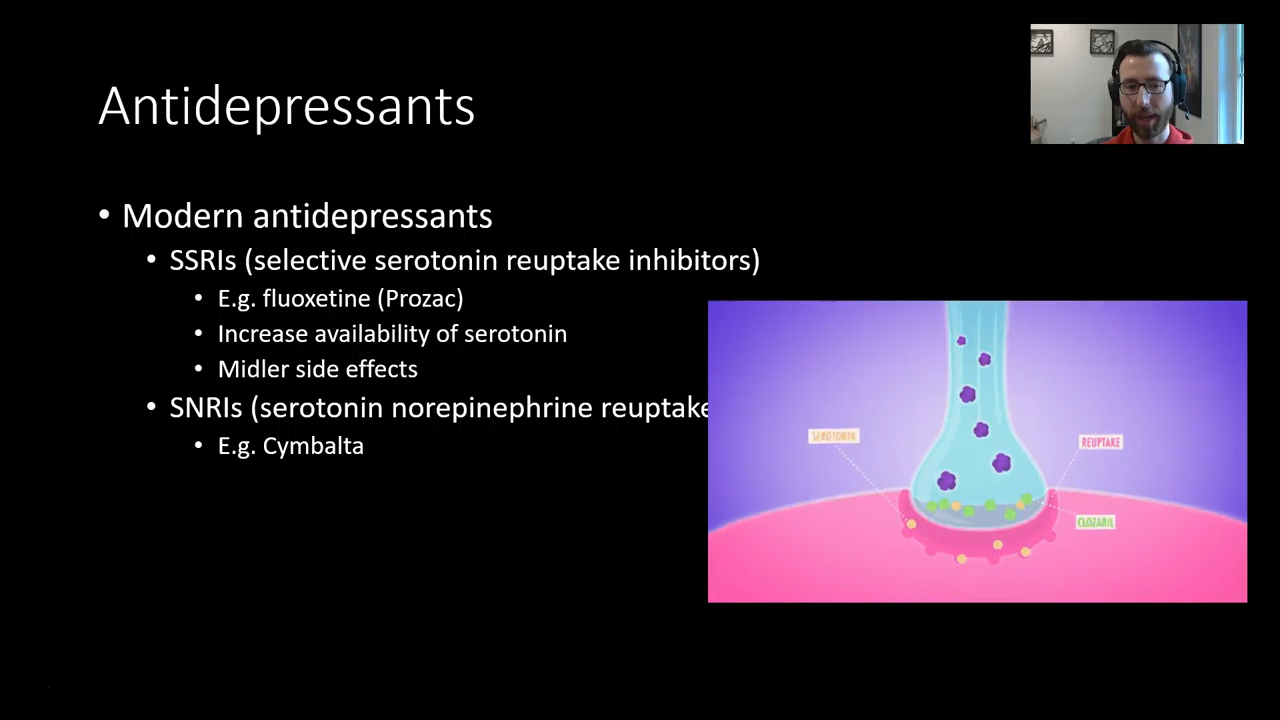 Antidepressants
• Modern antidepressants
• SSRIs (selective serotonin reuptake inhibitors)
• E.g. fluoxetine (Prozac)
• Increase availability of serotonin
• Midler side effects
• SNRIs (serotonin norepinephrine reuptake
• E.g. Cymbalta
SEROTONIN
REUPTAKE
CLOZARIL